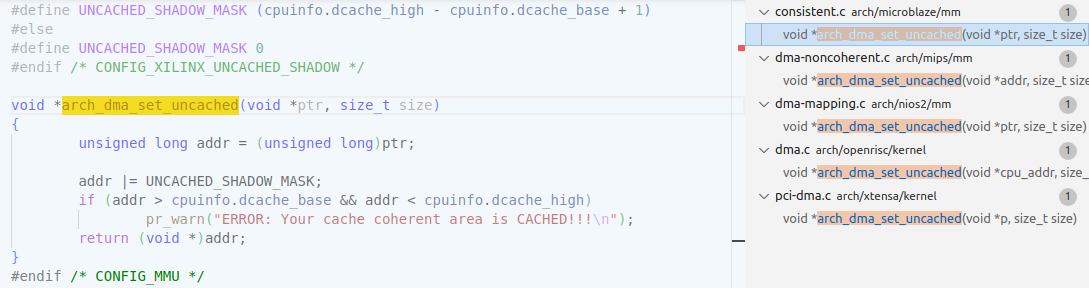 #define UNCACHED_SHADOW_MASK (cpuinfo.dcache_high - cpuinfo.dcache_base + 1)
#else
#define UNCACHED_SHADOW_MASK 0
#endif /* CONFIG_XILINX_UNCACHED_SHADOW */
void *arch_dma_set_uncached(void *ptr, size_t size)
{
unsigned long addr = (unsigned long)ptr;
addr |= UNCACHED_SHADOW_MASK;
if (addr > cpuinfo.dcache_base && addr < cpuinfo.dcache_high)
pr_warn("ERROR: Your cache coherent area is CACHED!!!\n");
return (void *)addr;
}
#endif /* CONFIG_MMU */
consistent.c arch/microblaze/mm 1
void *arch_dma_set_uncached(void *ptr, size_t size)
dma-noncoherent.c arch/mips/mm 1
void *arch_dma_set_uncached(void *addr, size_t size
dma-mapping.c arch/nios2/mm 1
void *arch_dma_set_uncached(void *ptr, size_t size)
dma.c arch/openrisc/kernel 1
void *arch_dma_set_uncached(void *cpu_addr, size_
pci-dma.c arch/xtensa/kernel 1
void *arch_dma_set_uncached(void *p, size_t size)